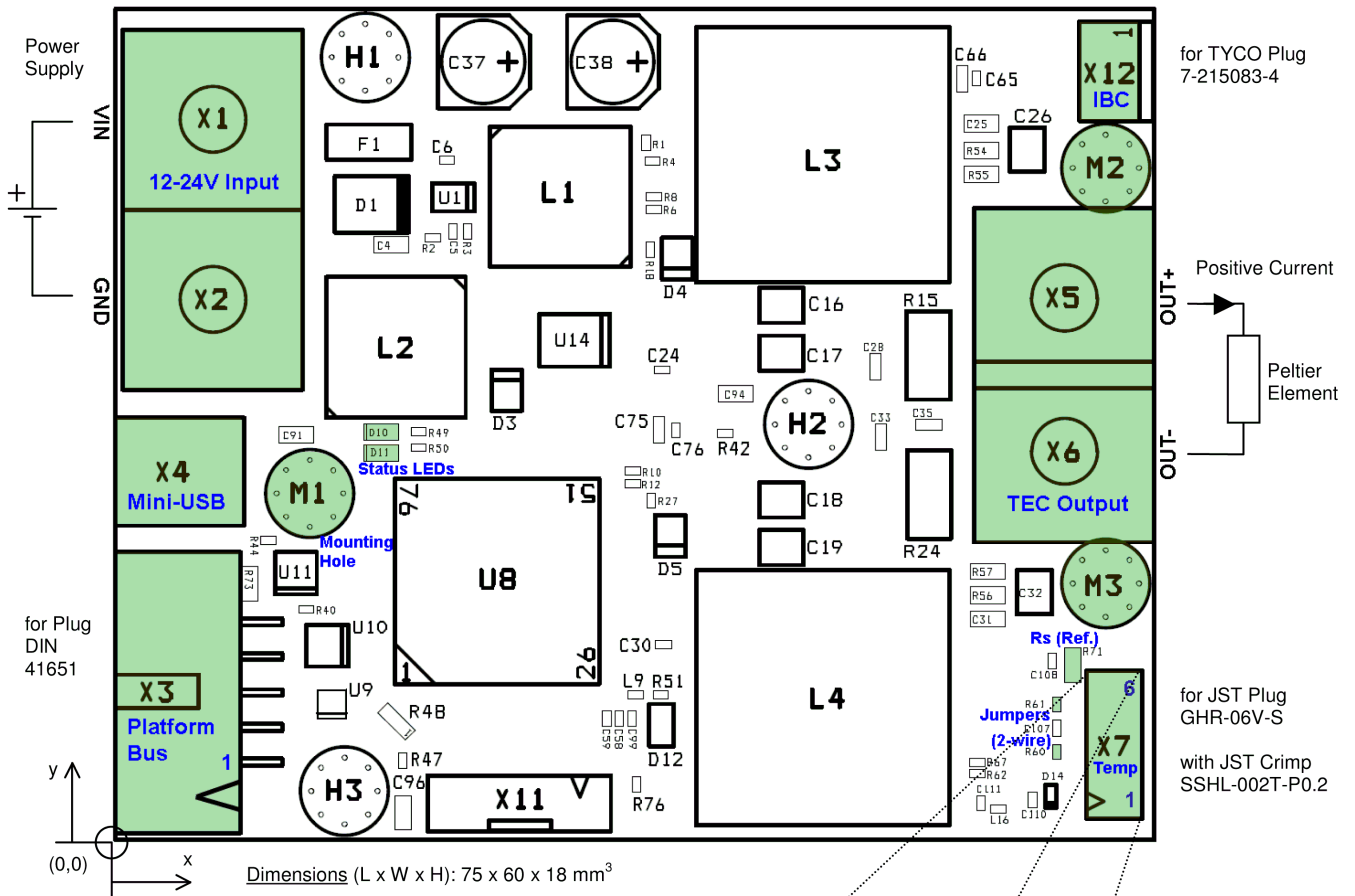 Power
Supply
VIN
+
GND
X1
12-24V Input
X2
H1
C37
+
C38
+
F1
C6
D1
U1
C4
R2
C5
R3
L1
R1
R4
R8
R6
R18
D4
L3
C66
C65
C25
R54
R55
C26
1
X12
IBC
for TYCO Plug
7-215083-4
M2
L2
U14
D3
C24
C16
C17
R15
C28
C94
H2
C33
C35
C75
C76
R42
X5
OUT+
Positive Current
Peltier
Element
X6
OUT-
TEC Output
X4
Mini-USB
C91
D10
D11
R49
R50
Status LEDs
M1
Mounting
Hole
R44
R73
U11
R40
U10
U9
76
51
U8
1
26
R10
R12
R27
D5
C18
C19
R24
R57
R56
C31
C32
M3
for Plug
DIN
41651
X3
Platform
Bus
1
R48
R47
C96
H3
X11
C30
L9
R51
C59
C58
C99
D12
R76
L4
Rs (Ref.)
R71
C108
R61
Jumpers
C107
(2-wire)
R60
R67
R62
C111
L16
C110
D14
6
X7
Temp
1
for JST Plug
GHR-06V-S
with JST Crimp
SSHL-002T-P0.2
y
(0,0)
x
Dimensions (L x W x H): 75 x 60 x 18 mm³